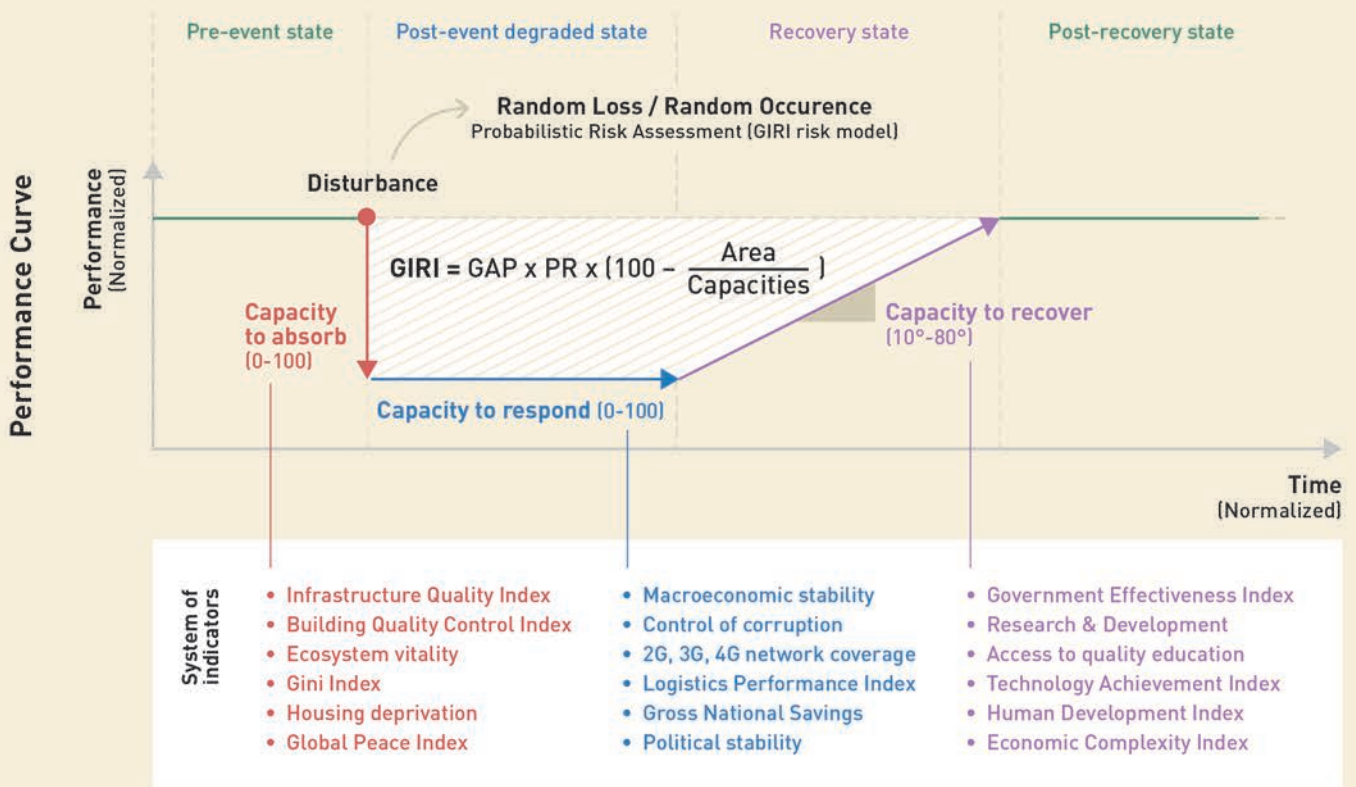 Pre-event state
Post-event degraded state
Recovery state
Post-recovery state
Random Loss / Random Occurence
Probabilistic Risk Assessment (GIRI risk model)
Disturbance
Performance Curve
Performance
(Normalized)
GIRI = GAP x PR x (100 - Area
Capacities )
Capacity
to absorb
(0-100)
Capacity to recover
(10°-80°)
Capacity to respond (0-100)
Time
(Normalized)
System of
indicators
• Infrastructure Quality Index
• Building Quality Control Index
• Ecosystem vitality
• Gini Index
• Housing deprivation
• Global Peace Index
• Macroeconomic stability
• Control of corruption
• 2G, 3G, 4G network coverage
• Logistics Performance Index
• Gross National Savings
• Political stability
• Government Effectiveness Index
• Research & Development
• Access to quality education
• Technology Achievement Index
• Human Development Index
• Economic Complexity Index